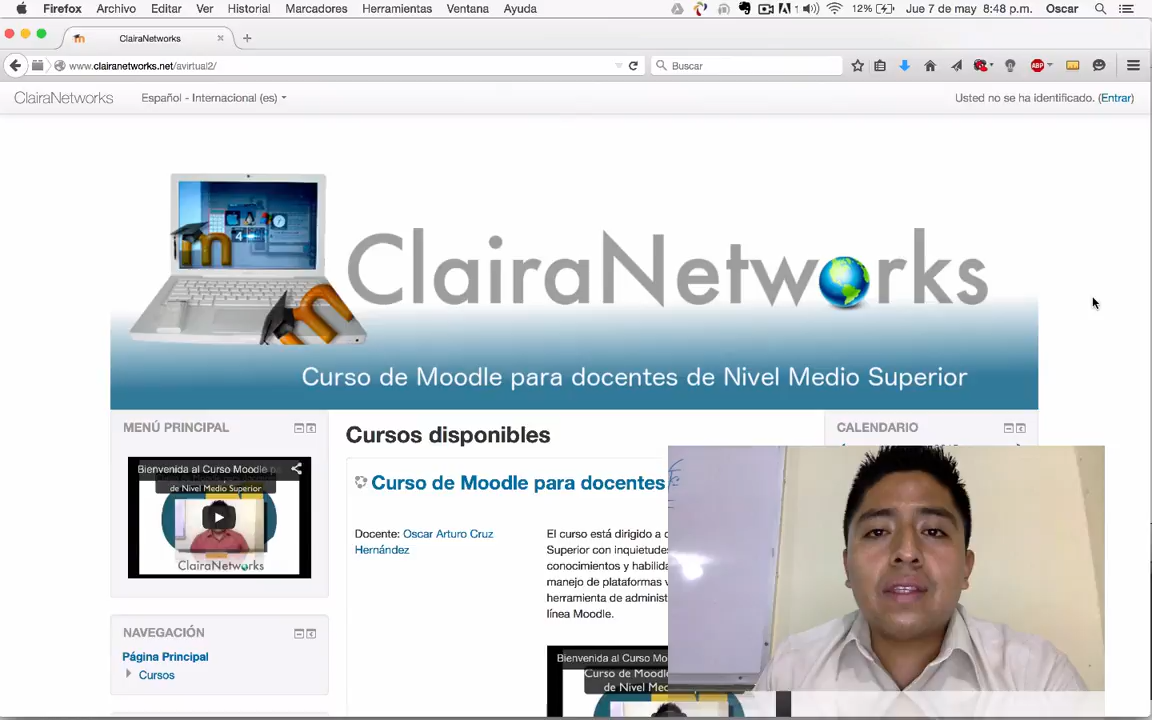 Firefox Archivo Editar Ver Historial Marcadores Herramientas Ventana Ayuda 1 12% Jue 7 de may 8:48 p.m. Oscar
ClairaNetworks
www.clairanetworks.net/avirtual2/ Buscar ABP
ClairaNetworks Español - Internacional (es) Usted no se ha identificado. (Entrar)
ClairaNetworks
Curso de Moodle para docentes de Nivel Medio Superior
MENÚ PRINCIPAL
Bienvenida al Curso Moodle p
de Nivel Medio Superior
ClairaNetworks
NAVEGACIÓN
Página Principal
Cursos
Cursos disponibles
Curso de Moodle para docentes
Docente: Oscar Arturo Cruz
Hernández
El curso está dirigido a
Superior con inquietudes
conocimientos y habilida
manejo de plataformas
herramienta de administ
línea Moodle.
Bienvenida al Curso Mo
Curso de Moodle
de Nivel Med
CALENDARIO